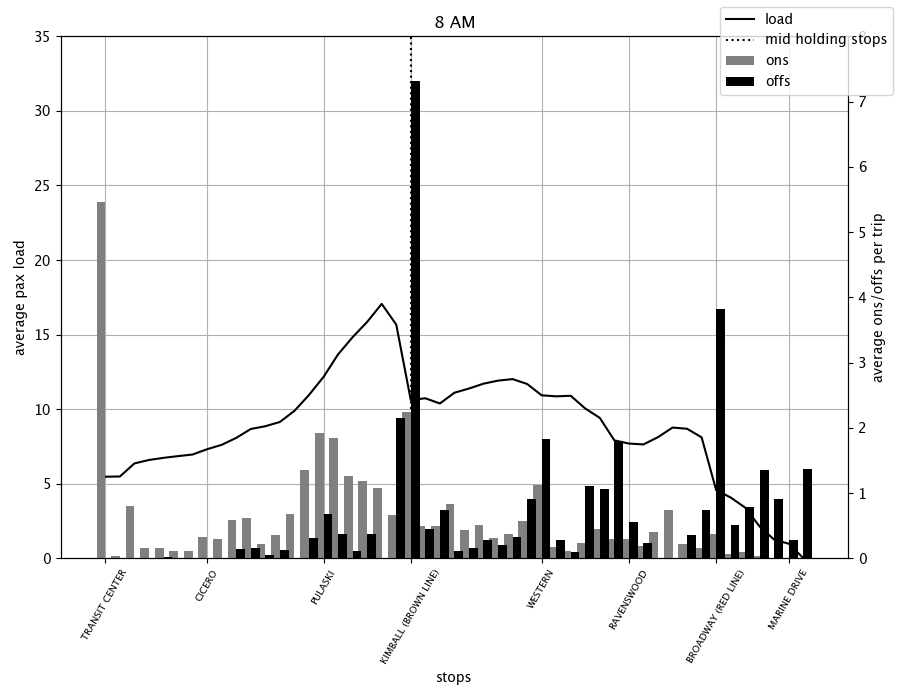 8 AM
load
mid holding stops
ons
offs
35
30
25
20
15
10
5
0
average pax load
8
7
6
5
4
3
2
1
0
average ons/offs per trip
TRANSIT CENTER
CICERO
PULASKI
KIMBALL (BROWN LINE)
WESTERN
RAVENSWOOD
BROADWAY (RED LINE)
MARINE DRIVE
stops